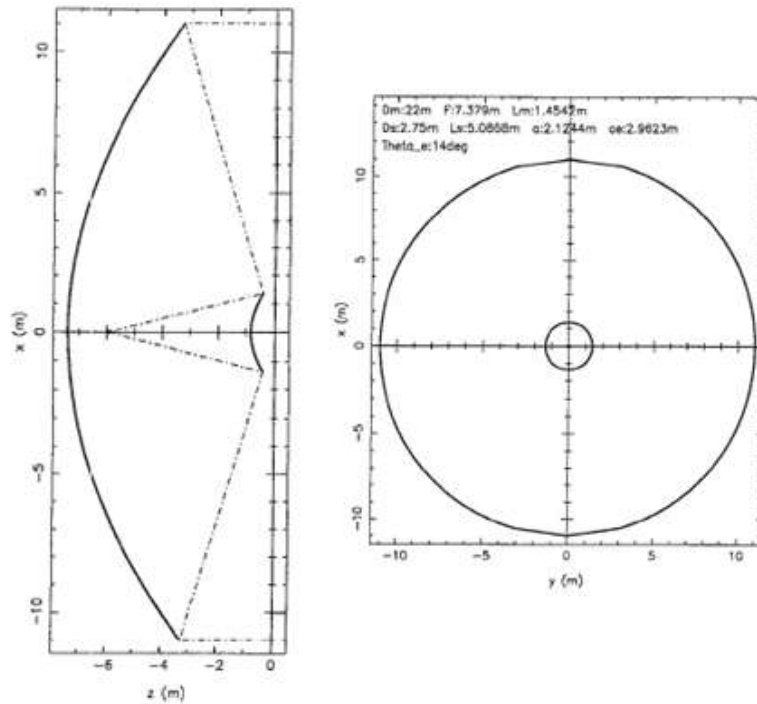 10
5
0
−5
−10
x (m)
−6 −4 −2 0
z (m)
Dm:22m F:7.379m Lm:1.4542m
Ds:2.75m Ls:5.0868m a:2.1244m ae:2.9623m
Theta_e:14deg
10
5
0
−5
−10
x (m)
−10 −5 0 5 10
y (m)